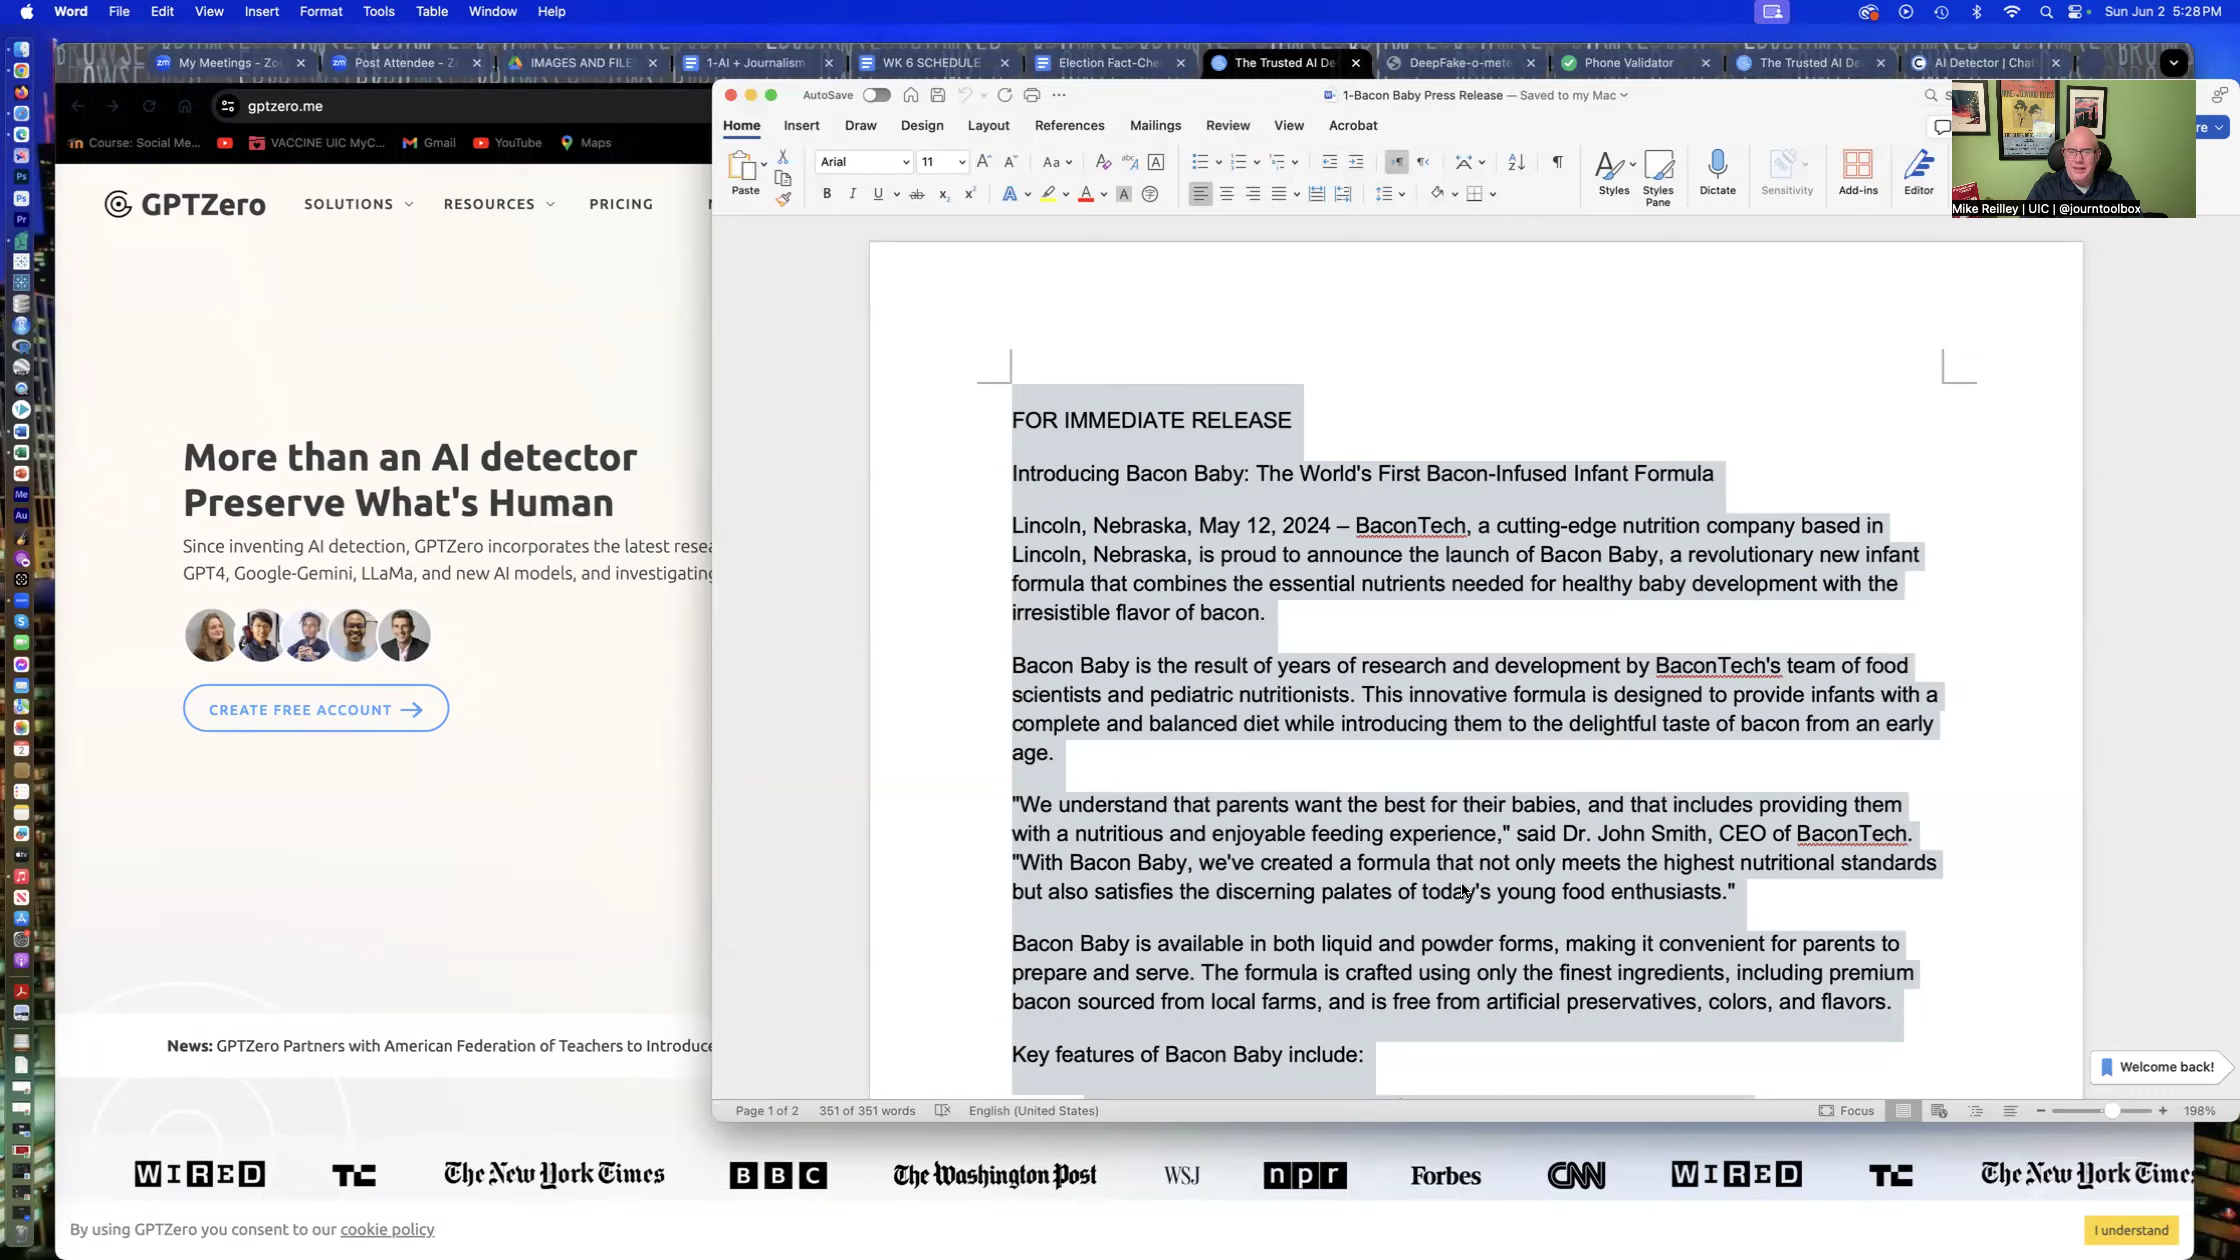 Word File Edit View Insert Format Tools Table Window Help
Sun Jun 2 5:28 PM
My Meetings - Zo
Post Attendee - Z
IMAGES AND FILE
1-AI + Journalism
WK 6 SCHEDULE
Election Fact-Che
The Trusted AI De
DeepFake-o-mete
Phone Validator
The Trusted AI De
AI Detector | Chat
gptzero.me
Course: Social Me...
VACCINE UIC MyC...
Gmail
YouTube
Maps
AutoSave
1-Bacon Baby Press Release — Saved to my Mac
Home Insert Draw Design Layout References Mailings Review View Acrobat
Paste
Arial
11
Styles
Styles Pane
Dictate
Sensitivity
Add-ins
Editor
Mike Reilley | UIC | @journtoolbox
GPTZero
SOLUTIONS
RESOURCES
PRICING
More than an AI detector
Preserve What's Human
Since inventing AI detection, GPTZero incorporates the latest resea
GPT4, Google-Gemini, LLaMa, and new AI models, and investigating
CREATE FREE ACCOUNT
News: GPTZero Partners with American Federation of Teachers to Introduce
FOR IMMEDIATE RELEASE
Introducing Bacon Baby: The World's First Bacon-Infused Infant Formula
Lincoln, Nebraska, May 12, 2024 – BaconTech, a cutting-edge nutrition company based in
Lincoln, Nebraska, is proud to announce the launch of Bacon Baby, a revolutionary new infant
formula that combines the essential nutrients needed for healthy baby development with the
irresistible flavor of bacon.
Bacon Baby is the result of years of research and development by BaconTech's team of food
scientists and pediatric nutritionists. This innovative formula is designed to provide infants with a
complete and balanced diet while introducing them to the delightful taste of bacon from an early
age.
"We understand that parents want the best for their babies, and that includes providing them
with a nutritious and enjoyable feeding experience," said Dr. John Smith, CEO of BaconTech.
"With Bacon Baby, we've created a formula that not only meets the highest nutritional standards
but also satisfies the discerning palates of today's young food enthusiasts."
Bacon Baby is available in both liquid and powder forms, making it convenient for parents to
prepare and serve. The formula is crafted using only the finest ingredients, including premium
bacon sourced from local farms, and is free from artificial preservatives, colors, and flavors.
Key features of Bacon Baby include:
Welcome back!
Page 1 of 2
351 of 351 words
English (United States)
Focus
198%
WIRED TC The New York Times BBC The Washington Post WSJ npr Forbes CNN WIRED TC The New York Times
By using GPTZero you consent to our cookie policy
I understand